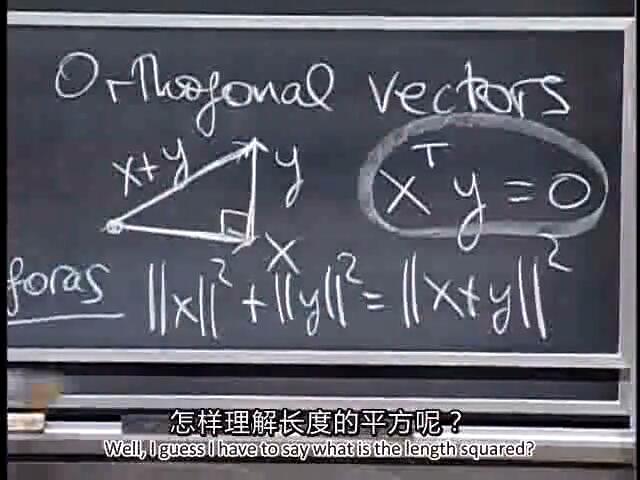 Orthogonal vectors
x+y
y
x^T y = 0
x
foras ||x||² + ||y||² = ||x+y||²
怎样理解长度的平方呢？
Well, I guess I have to say what is the length squared?